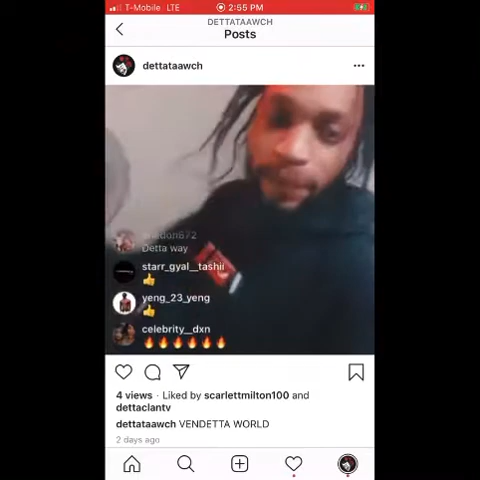 T-Mobile LTE
2:55 PM
DETTATAAWCH
Posts
dettataawch
Detta way
starr_gyal__tashii
yeng_23_yeng
celebrity__dxn
4 views · Liked by scarlettmilton100 and
dettaclantv
dettataawch VENDETTA WORLD
2 days ago